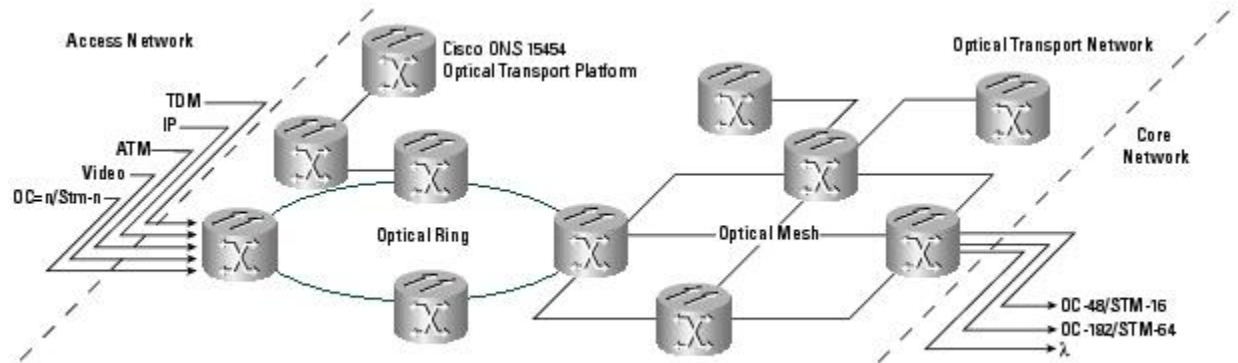 Access Network
Cisco ONS 15454
Optical Transport Platform
Optical Transport Network
TDM
IP
ATM
Video
OC=n/Stm-n
Core
Network
Optical Ring
Optical Mesh
OC-48/STM-16
OC-192/STM-64
λ